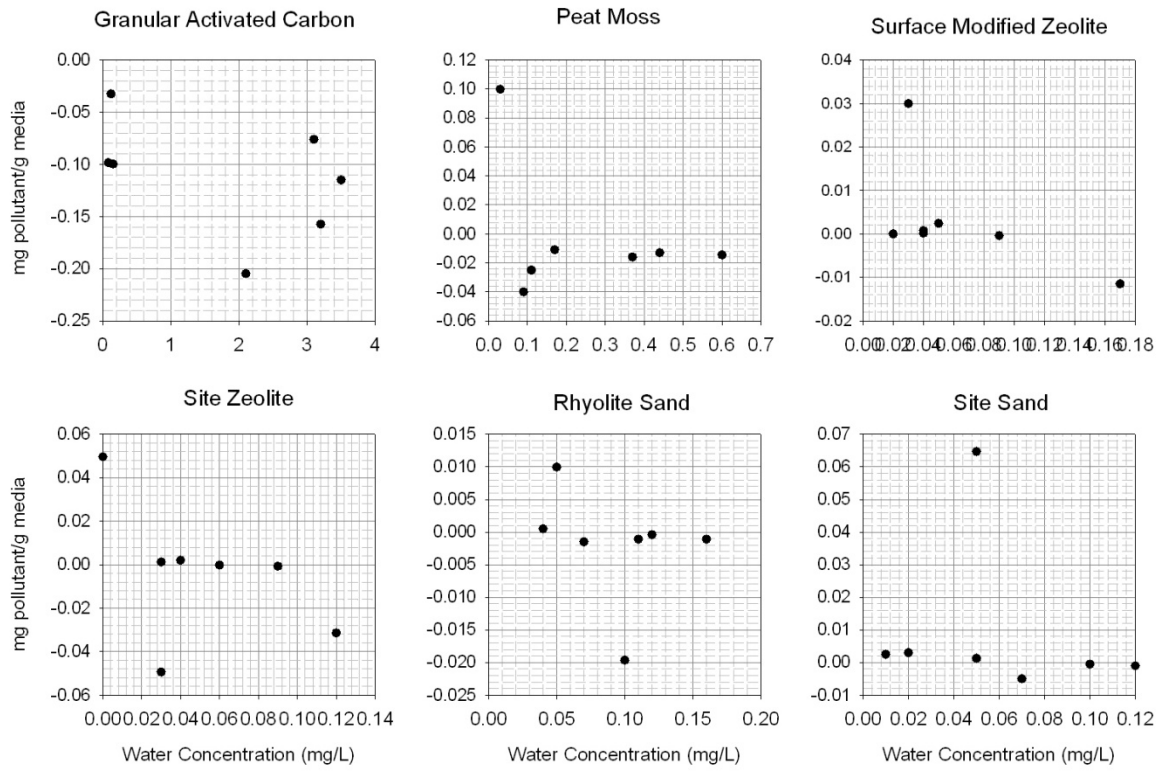 Granular Activated Carbon
mg pollutant/g media
0.00
-0.05
-0.10
-0.15
-0.20
-0.25
0 1 2 3 4
Peat Moss
0.12
0.10
0.08
0.06
0.04
0.02
0.00
-0.02
-0.04
-0.06
0.0 0.1 0.2 0.3 0.4 0.5 0.6 0.7
Surface Modified Zeolite
0.04
0.03
0.02
0.01
0.00
-0.01
-0.02
0.00 0.02 0.04 0.06 0.08 0.10 0.12 0.14 0.16 0.18
Site Zeolite
mg pollutant/g media
0.06
0.04
0.02
0.00
-0.02
-0.04
-0.06
0.00 0.02 0.04 0.06 0.08 0.10 0.12 0.14
Water Concentration (mg/L)
Rhyolite Sand
0.015
0.010
0.005
0.000
-0.005
-0.010
-0.015
-0.020
-0.025
0.00 0.05 0.10 0.15 0.20
Water Concentration (mg/L)
Site Sand
0.07
0.06
0.05
0.04
0.03
0.02
0.01
0.00
-0.01
0.00 0.02 0.04 0.06 0.08 0.10 0.12
Water Concentration (mg/L)